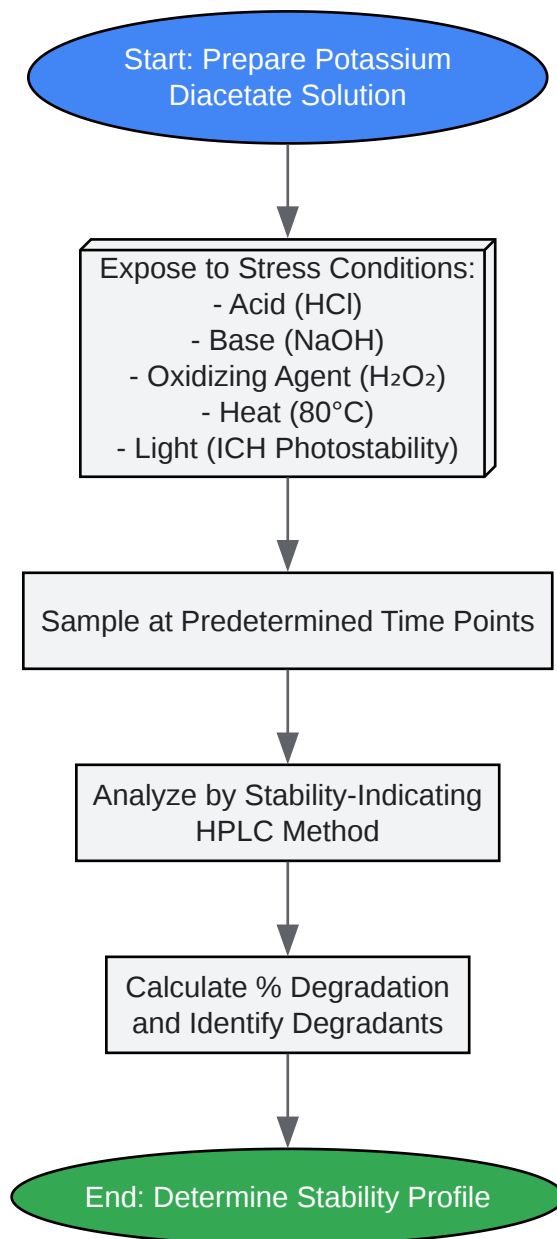 Start: Prepare Potassium
Diacetate Solution
Expose to Stress Conditions:
- Acid (HCl)
- Base (NaOH)
- Oxidizing Agent (H₂O₂)
- Heat (80°C)
- Light (ICH Photostability)
Sample at Predetermined Time Points
Analyze by Stability-Indicating
HPLC Method
Calculate % Degradation
and Identify Degradants
End: Determine Stability Profile